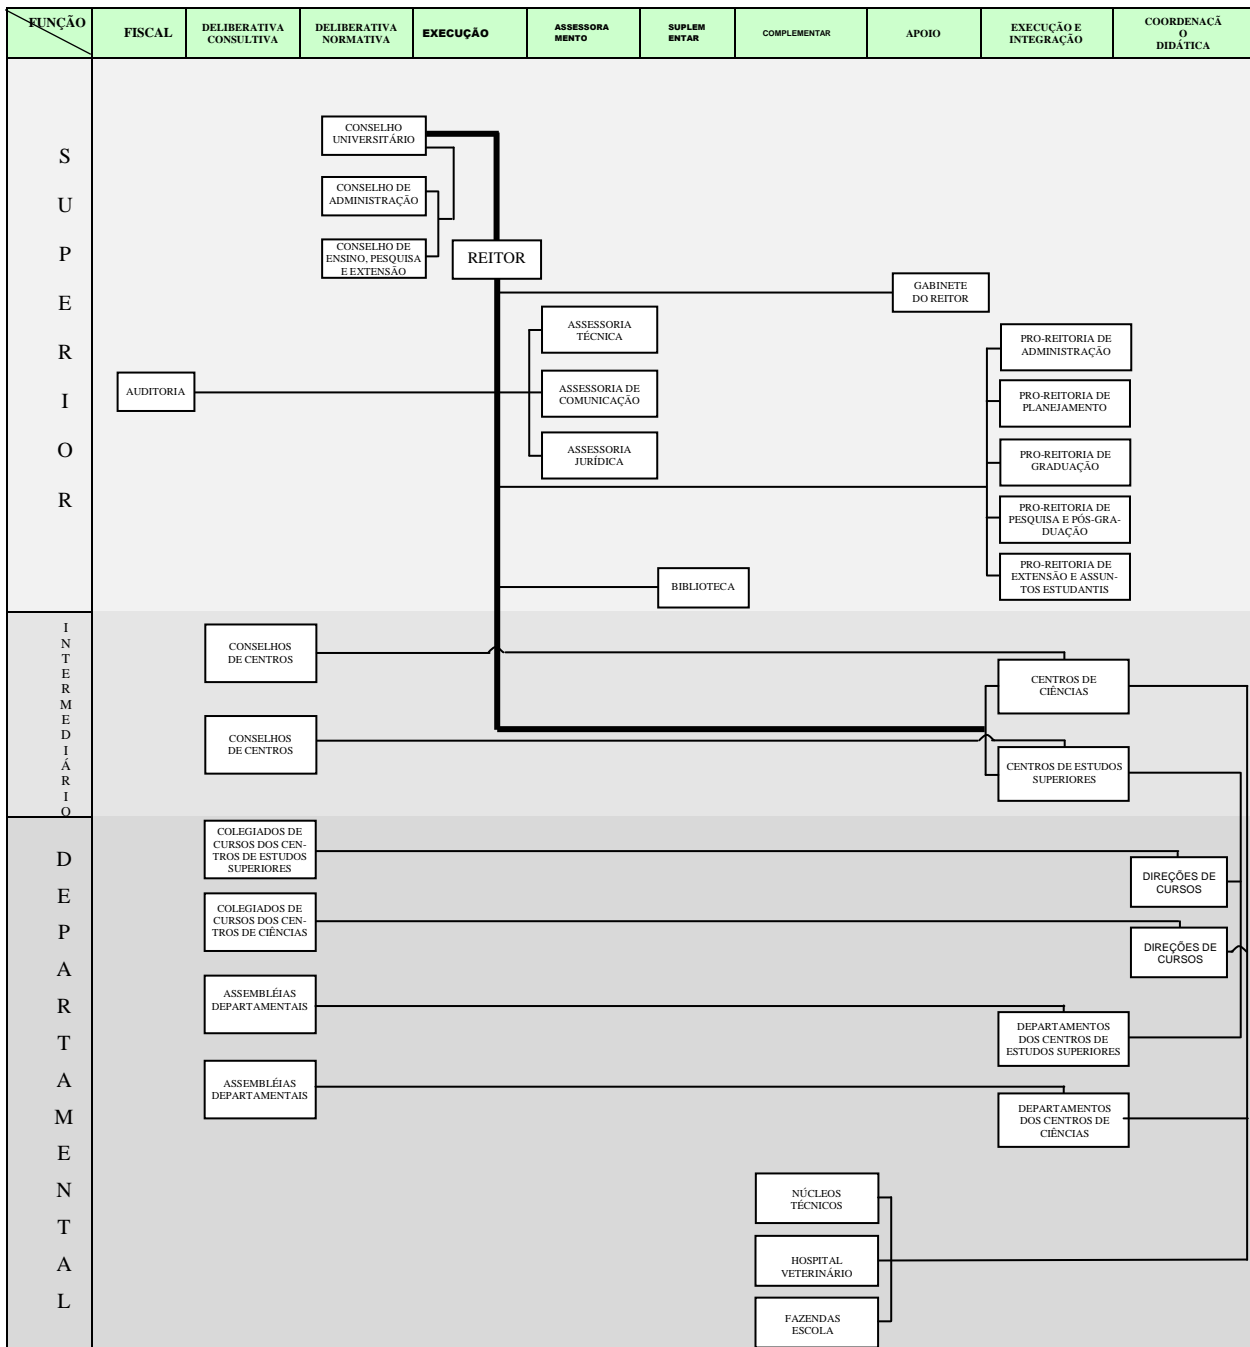 FUNÇÃO
FISCAL
DELIBERATIVA
CONSULTIVA
DELIBERATIVA
NORMATIVA
EXECUÇÃO
ASSESSORA
MENTO
SUPLEM
ENTAR
COMPLEMENTAR
APOIO
EXECUÇÃO E
INTEGRAÇÃO
COORDENAÇÃ
O
DIDÁTICA
S
U
P
E
R
I
O
R
CONSELHO
UNIVERSITÁRIO
CONSELHO DE
ADMINISTRAÇÃO
CONSELHO DE
ENSINO, PESQUISA
E EXTENSÃO
REITOR
GABINETE
DO REITOR
ASSESSORIA
TÉCNICA
PRO-REITORIA DE
ADMINISTRAÇÃO
AUDITORIA
ASSESSORIA DE
COMUNICAÇÃO
PRO-REITORIA DE
PLANEJAMENTO
ASSESSORIA
JURÍDICA
PRO-REITORIA DE
GRADUAÇÃO
PRO-REITORIA DE
PESQUISA E PÓS-GRA-
DUAÇÃO
BIBLIOTECA
PRO-REITORIA DE
EXTENSÃO E ASSUN-
TOS ESTUDANTIS
I
N
T
E
R
M
E
D
I
Á
R
I
O
CONSELHOS
DE CENTROS
CENTROS DE
CIÊNCIAS
CONSELHOS
DE CENTROS
CENTROS DE ESTUDOS
SUPERIORES
D
E
P
A
R
T
A
M
E
N
T
A
L
COLEGIADOS DE
CURSOS DOS CEN-
TROS DE ESTUDOS
SUPERIORES
DIREÇÕES DE
CURSOS
COLEGIADOS DE
CURSOS DOS CEN-
TROS DE CIÊNCIAS
DIREÇÕES DE
CURSOS
ASSEMBLÉIAS
DEPARTAMENTAIS
DEPARTAMENTOS
DOS CENTROS DE
ESTUDOS SUPERIORES
ASSEMBLÉIAS
DEPARTAMENTAIS
DEPARTAMENTOS
DOS CENTROS DE
CIÊNCIAS
NÚCLEOS
TÉCNICOS
HOSPITAL
VETERINÁRIO
FAZENDAS
ESCOLA